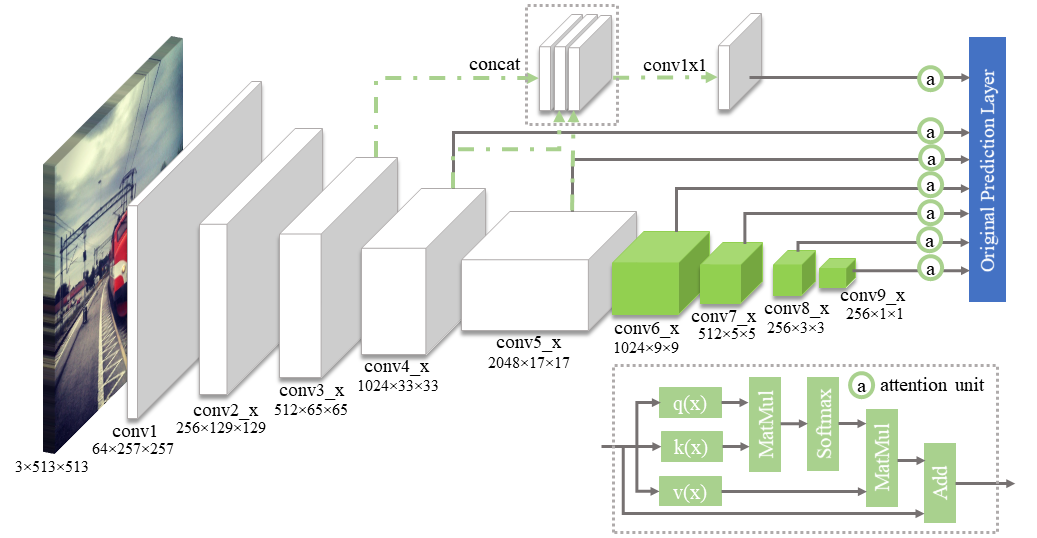 concat
conv1x1
a
a
a
a
a
a
a
Original Prediction Layer
3×513×513
conv1
64×257×257
conv2_x
256×129×129
conv3_x
512×65×65
conv4_x
1024×33×33
conv5_x
2048×17×17
conv6_x
1024×9×9
conv7_x
512×5×5
conv8_x
256×3×3
conv9_x
256×1×1
a attention unit
q(x)
k(x)
v(x)
MatMul
Softmax
MatMul
Add